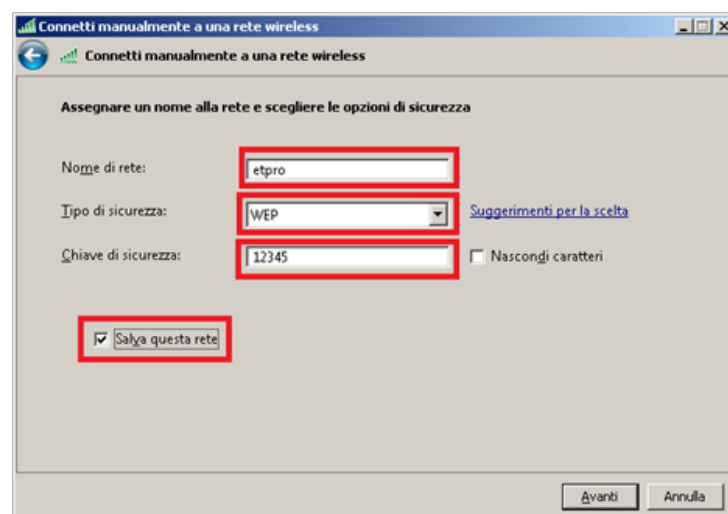 Connetti manualmente a una rete wireless
Connetti manualmente a una rete wireless
Assegnare un nome alla rete e scegliere le opzioni di sicurezza
Nome di rete: etpro
Tipo di sicurezza: WEP Suggerimenti per la scelta
Chiave di sicurezza: 12345 Nascondi caratteri
Salva questa rete
Avanti Annulla